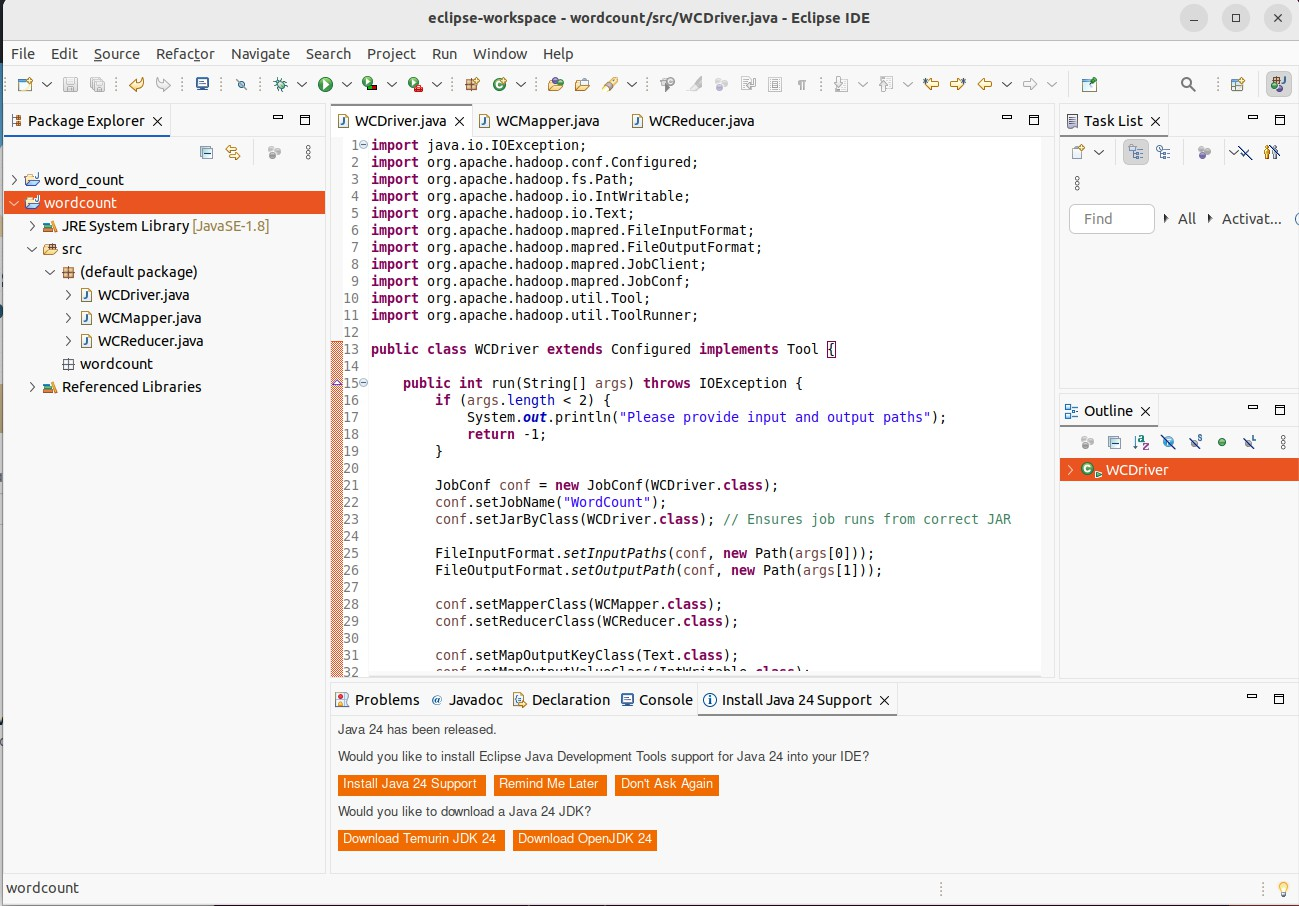 eclipse-workspace - wordcount/src/WCDriver.java - Eclipse IDE
File Edit Source Refactor Navigate Search Project Run Window Help
Package Explorer
word_count
wordcount
JRE System Library [JavaSE-1.8]
src
(default package)
WCDriver.java
WCMapper.java
WCReducer.java
wordcount
Referenced Libraries
WCDriver.java WCMapper.java WCReducer.java
1 import java.io.IOException;
2 import org.apache.hadoop.conf.Configured;
3 import org.apache.hadoop.fs.Path;
4 import org.apache.hadoop.io.IntWritable;
5 import org.apache.hadoop.io.Text;
6 import org.apache.hadoop.mapred.FileInputFormat;
7 import org.apache.hadoop.mapred.FileOutputFormat;
8 import org.apache.hadoop.mapred.JobClient;
9 import org.apache.hadoop.mapred.JobConf;
10 import org.apache.hadoop.util.Tool;
11 import org.apache.hadoop.util.ToolRunner;
12
13 public class WCDriver extends Configured implements Tool {
14
15 public int run(String[] args) throws IOException {
16 if (args.length < 2) {
17 System.out.println("Please provide input and output paths");
18 return -1;
19 }
20
21 JobConf conf = new JobConf(WCDriver.class);
22 conf.setJobName("WordCount");
23 conf.setJarByClass(WCDriver.class); // Ensures job runs from correct JAR
24
25 FileInputFormat.setInputPaths(conf, new Path(args[0]));
26 FileOutputFormat.setOutputPath(conf, new Path(args[1]));
27
28 conf.setMapperClass(WCMapper.class);
29 conf.setReducerClass(WCReducer.class);
30
31 conf.setMapOutputKeyClass(Text.class);
32 conf.setMapOutputValueClass(IntWritable.class);
Task List
Find All Activat...
Outline
WCDriver
Problems Javadoc Declaration Console Install Java 24 Support
Java 24 has been released.
Would you like to install Eclipse Java Development Tools support for Java 24 into your IDE?
Install Java 24 Support Remind Me Later Don't Ask Again
Would you like to download a Java 24 JDK?
Download Temurin JDK 24 Download OpenJDK 24
wordcount